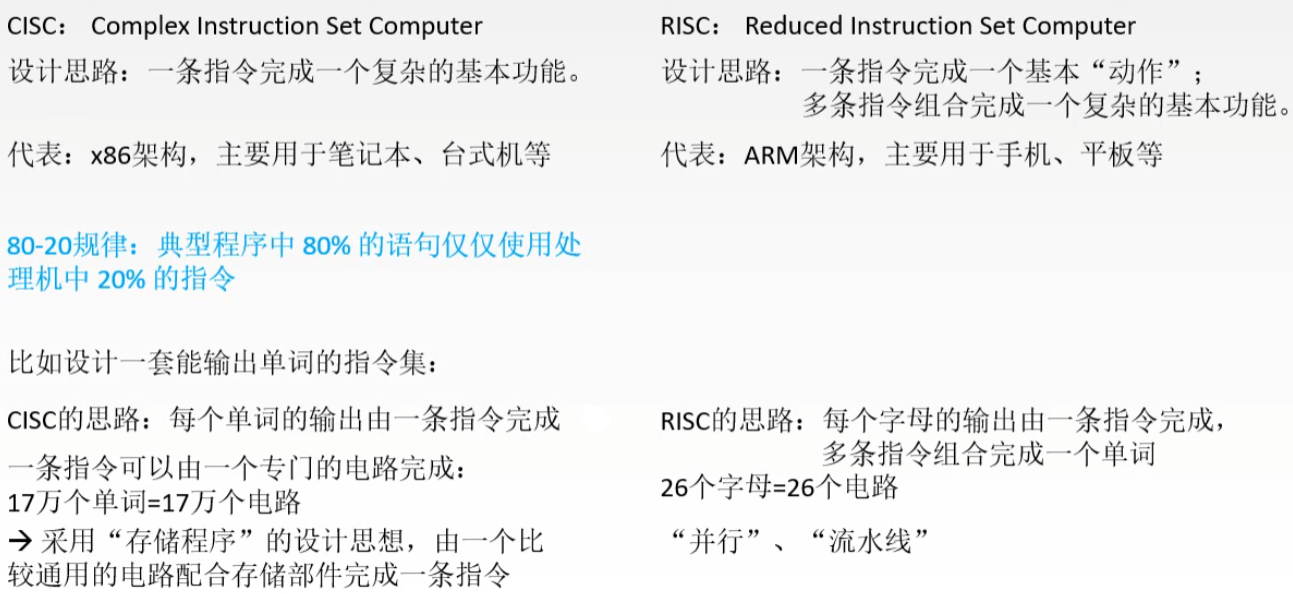 CISC： Complex Instruction Set Computer
设计思路：一条指令完成一个复杂的基本功能。
代表：x86架构，主要用于笔记本、台式机等
80-20规律：典型程序中 80% 的语句仅仅使用处
理机中 20% 的指令
比如设计一套能输出单词的指令集：
CISC的思路：每个单词的输出由一条指令完成
一条指令可以由一个专门的电路完成：
17万个单词=17万个电路
→ 采用“存储程序”的设计思想，由一个比
较通用的电路配合存储部件完成一条指令
RISC： Reduced Instruction Set Computer
设计思路：一条指令完成一个基本“动作”；
多条指令组合完成一个复杂的基本功能。
代表：ARM架构，主要用于手机、平板等
RISC的思路：每个字母的输出由一条指令完成，
多条指令组合完成一个单词
26个字母=26个电路
“并行”、“流水线”